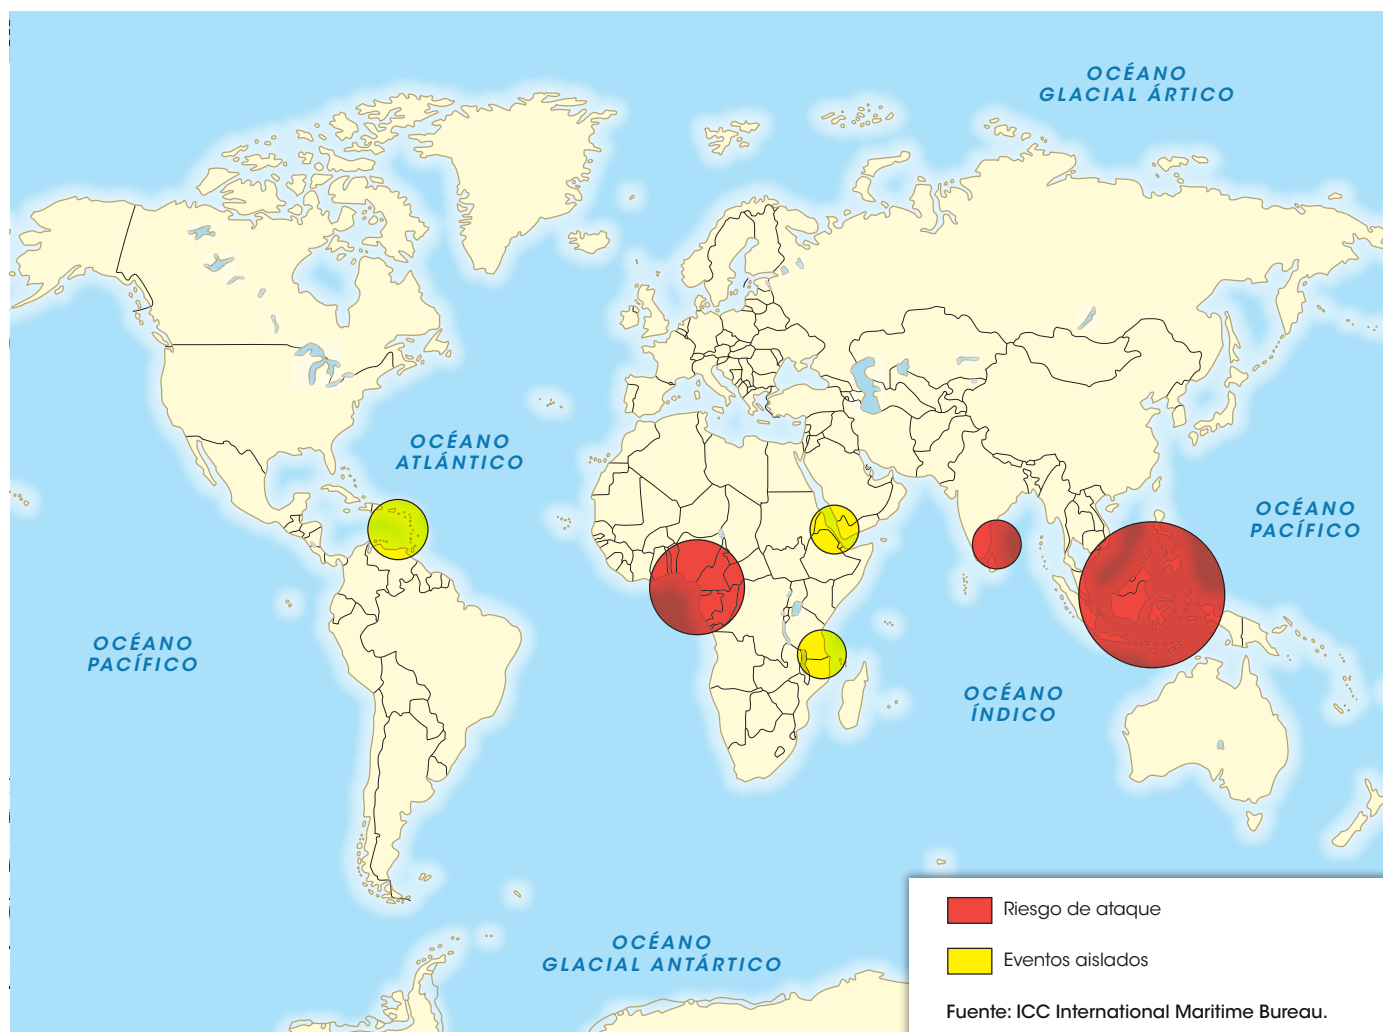 OCÉANO
GLACIAL ÁRTICO
OCÉANO
ATLÁNTICO
OCÉANO
PACÍFICO
OCÉANO
PACÍFICO
OCÉANO
ÍNDICO
OCÉANO
GLACIAL ANTÁRTICO
Riesgo de ataque
Eventos aislados
Fuente: ICC International Maritime Bureau.